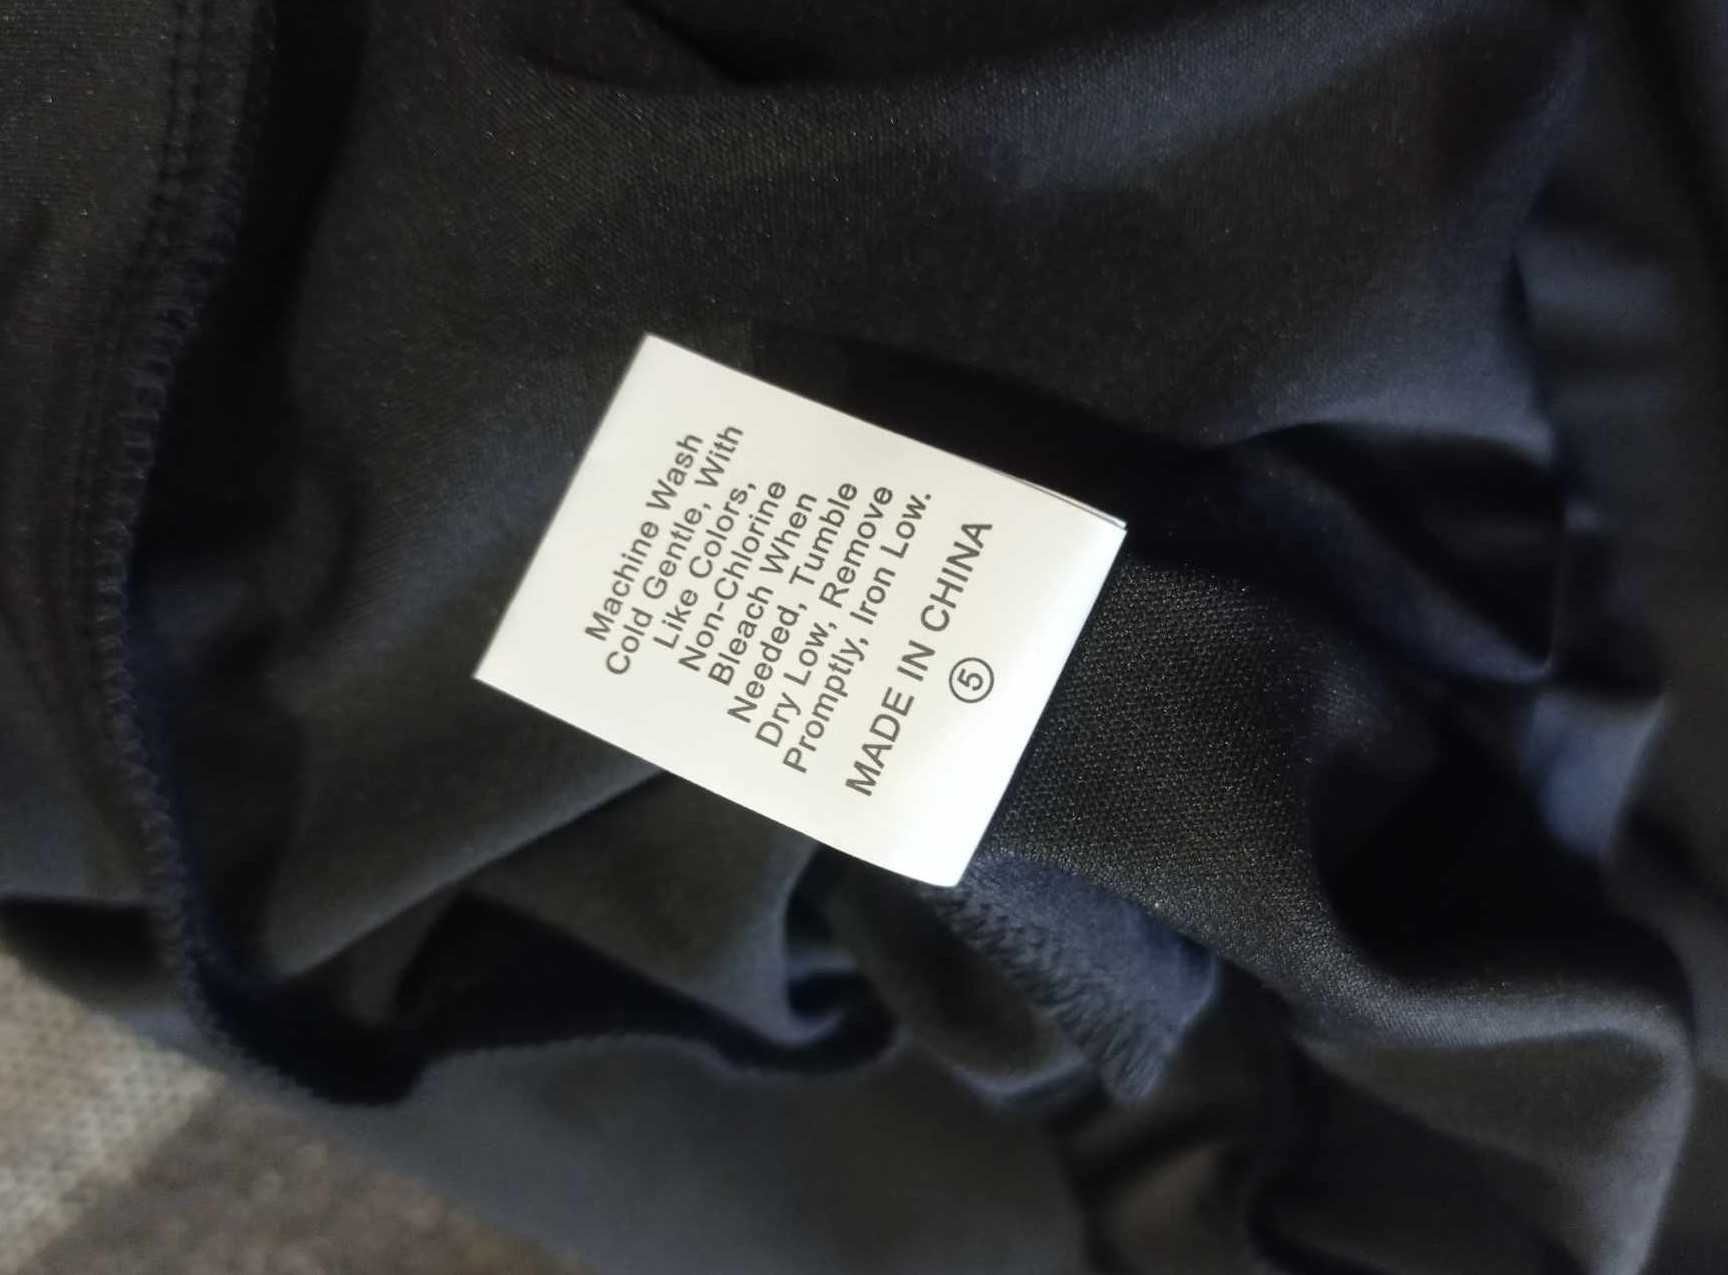 Machine Wash
Cold Gentle, With
Like Colors,
Non-Chlorine
Bleach When
Needed, Tumble
Dry Low, Remove
Promptly, Iron Low.
MADE IN CHINA
5